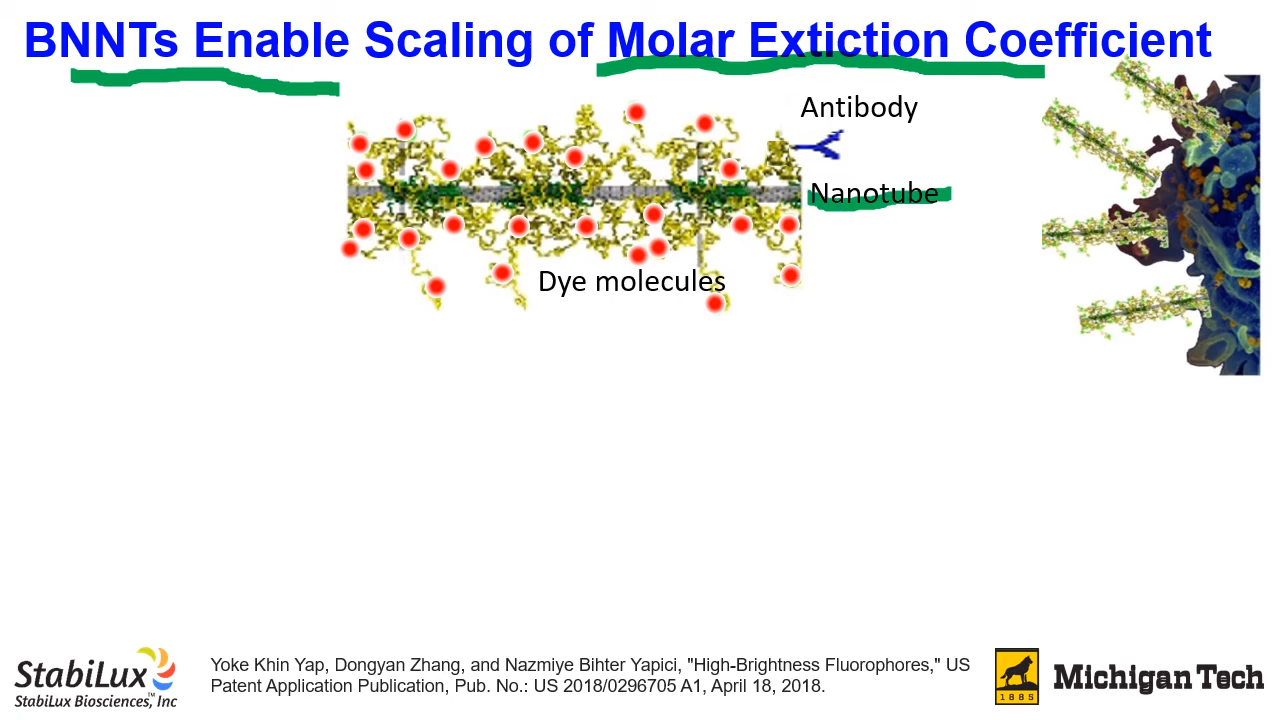 BNNTs Enable Scaling of Molar Extiction Coefficient
Antibody
Nanotube
Dye molecules
StabiLux
StabiLux Biosciences, Inc
TM
Yoke Khin Yap, Dongyan Zhang, and Nazmiye Bihter Yapici, "High-Brightness Fluorophores," US
Patent Application Publication, Pub. No.: US 2018/0296705 A1, April 18, 2018.
1885
Michigan Tech